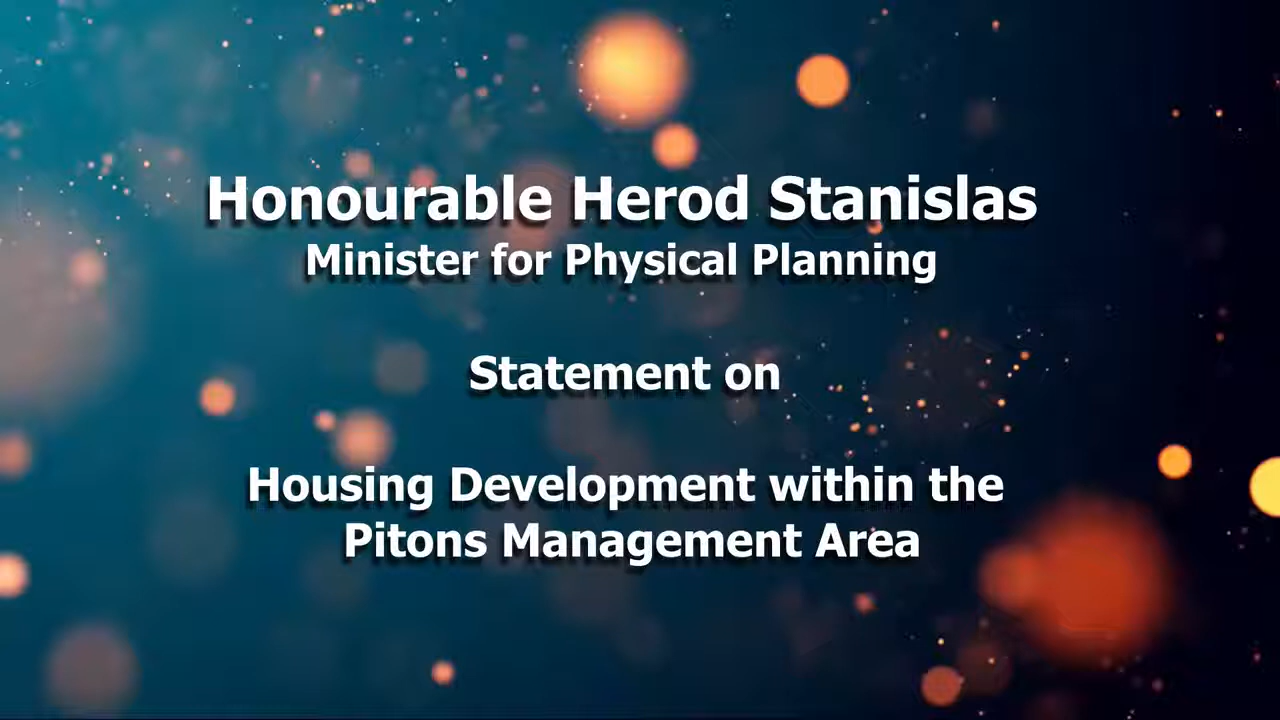 Honourable Herod Stanislas
Minister for Physical Planning
Statement on
Housing Development within the
Pitons Management Area